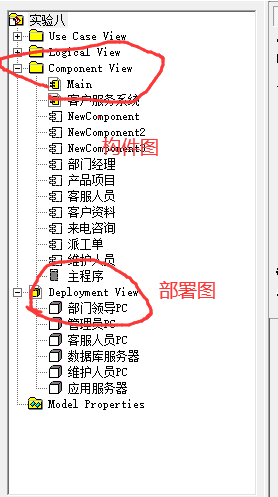 实验八
Use Case View
Logical View
Component View
Main
客户服务系统
NewComponent
NewComponent2
NewComponent3
构件图
部门经理
产品项目
客服人员
客户资料
来电咨询
派工单
维护人员
主程序
Deployment View
部署图
部门领导PC
管理员PC
客服人员PC
数据库服务器
维护人员PC
应用服务器
Model Properties